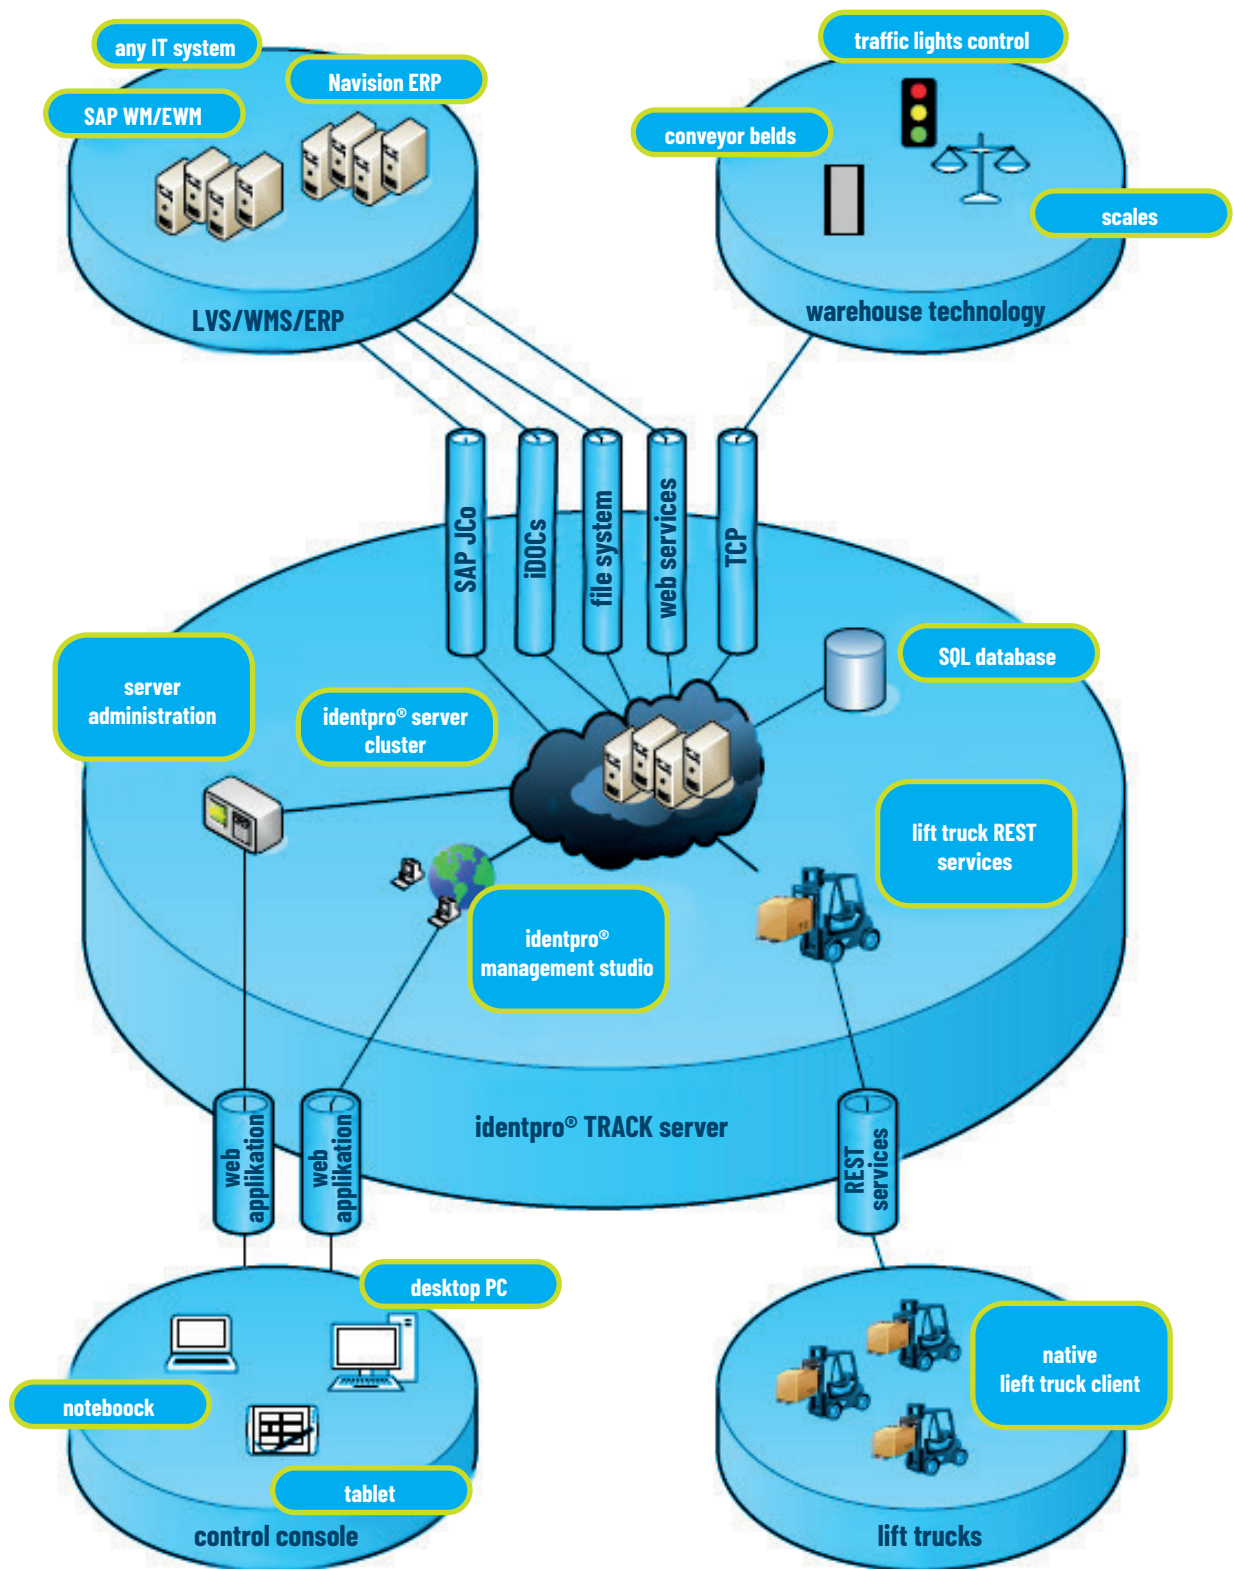 any IT system
Navision ERP
SAP WM/EWM
LVS/WMS/ERP
traffic lights control
conveyor belds
scales
warehouse technology
SAP JCo
iDOCs
file system
web services
TCP
server
administration
identpro® server
cluster
SQL database
lift truck REST
services
identpro®
management studio
identpro® TRACK server
web
applikation
web
applikation
REST
services
desktop PC
noteboock
tablet
control console
native
lieft truck client
lift trucks